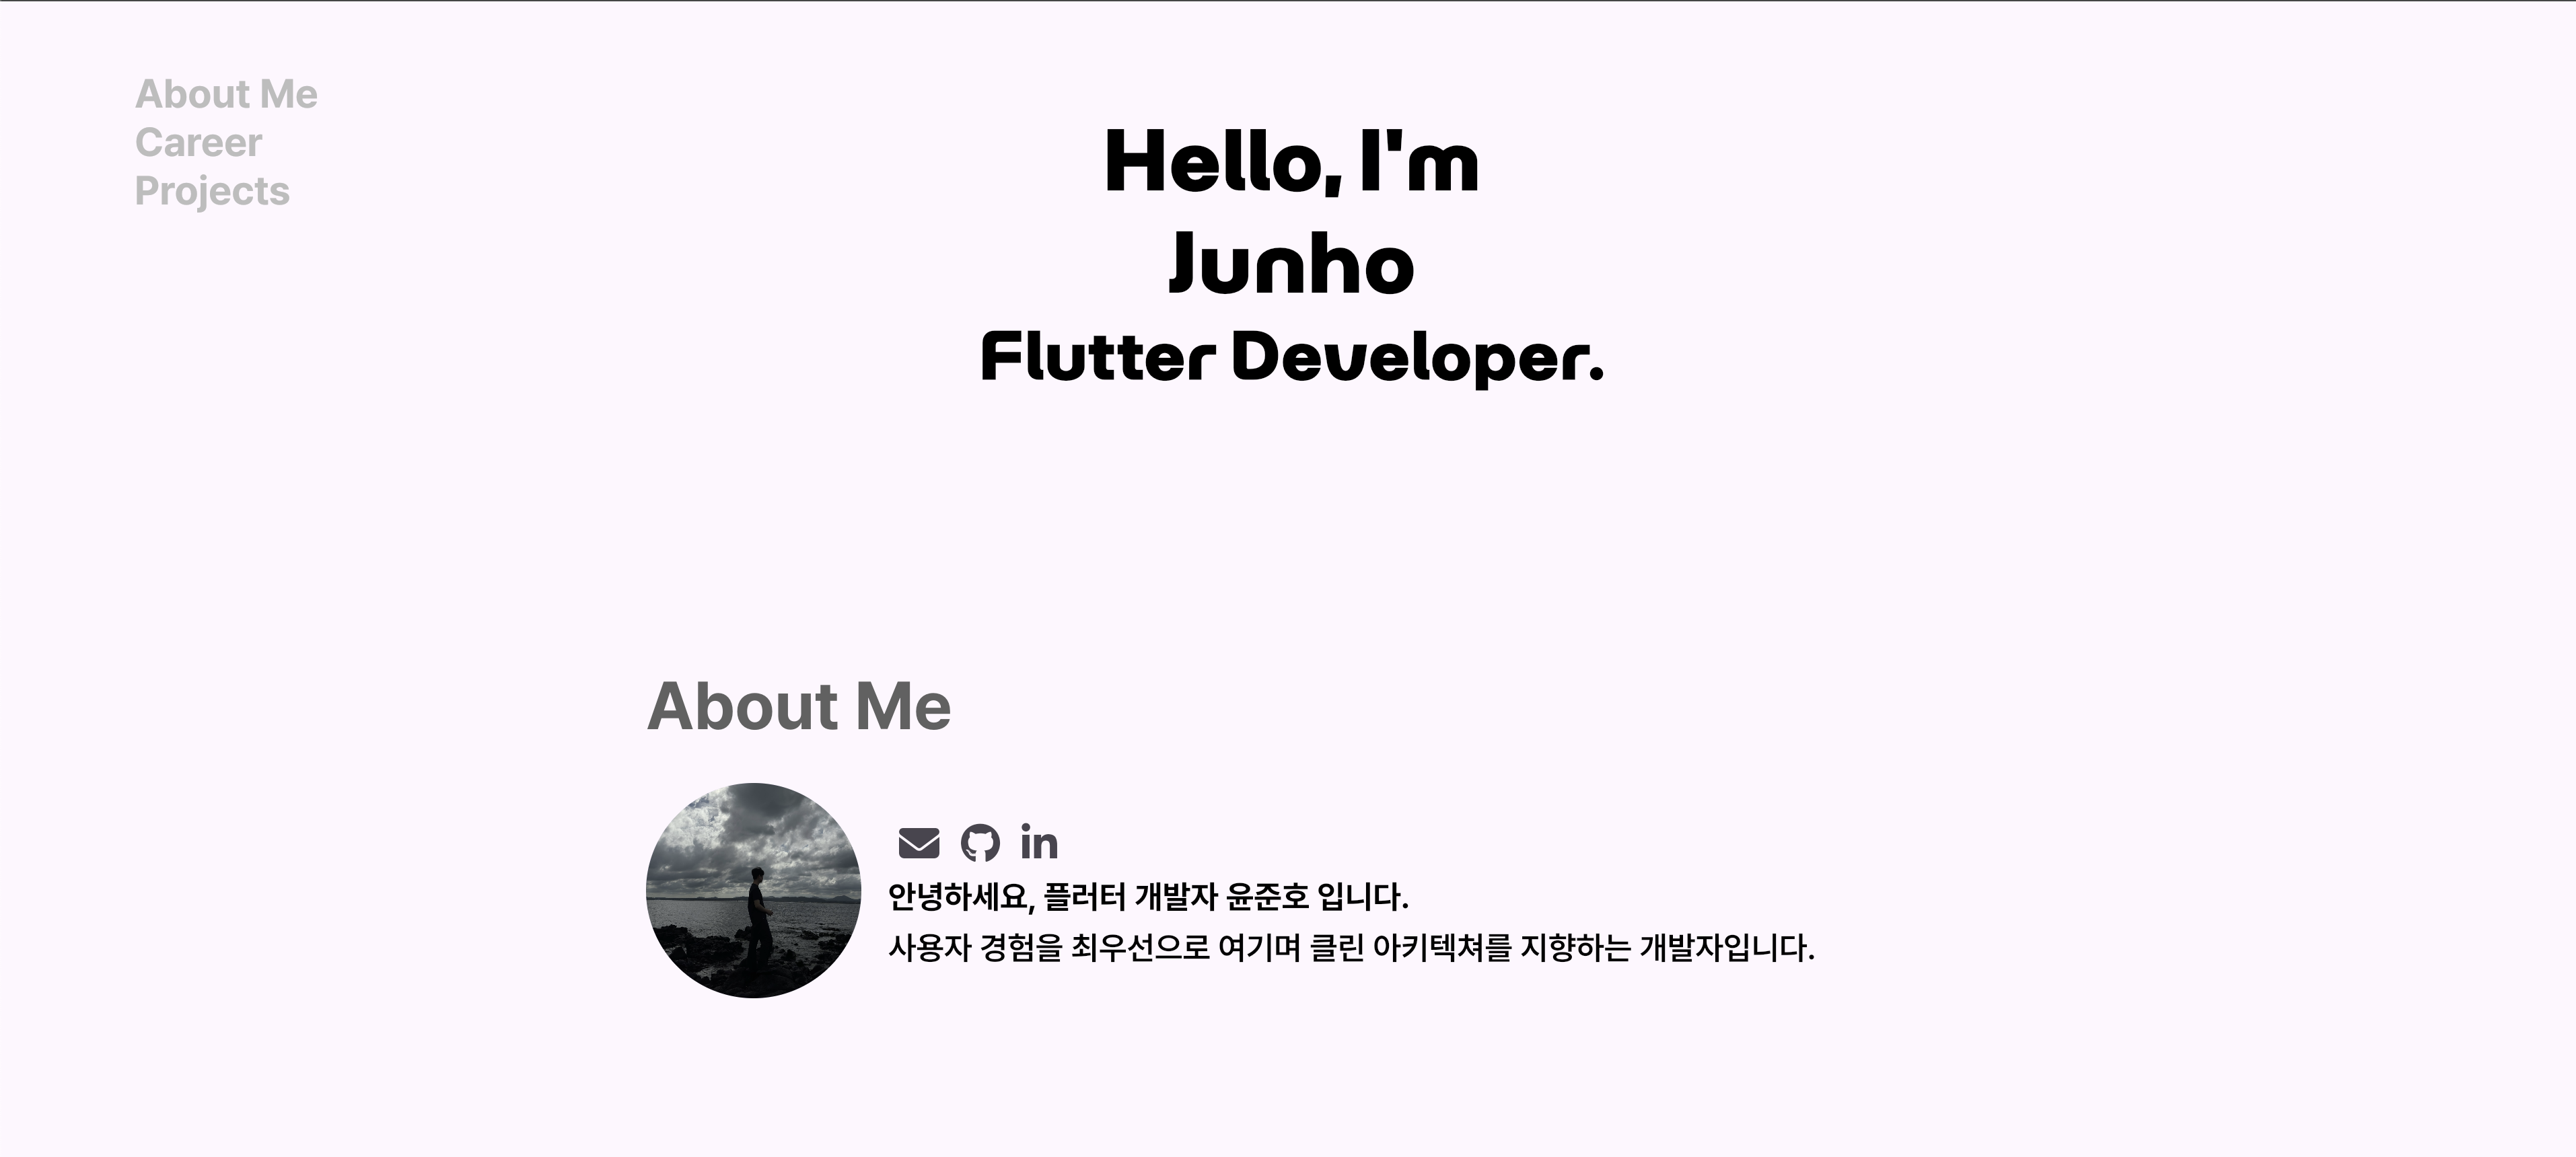 About Me
Career
Projects
Hello, I'm
Junho
Flutter Developer.
About Me
in
안녕하세요, 플러터 개발자 윤준호 입니다.
사용자 경험을 최우선으로 여기며 클린 아키텍쳐를 지향하는 개발자입니다.